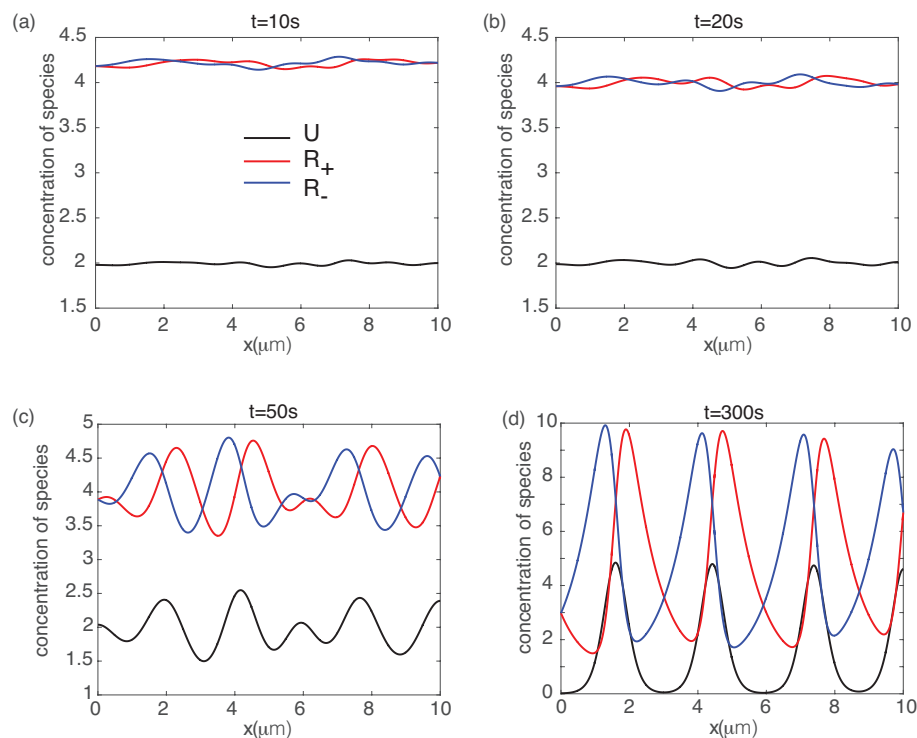 (a)
t=10s
4.5
4
3.5
3
2.5
2
1.5
concentration of species
U
R+
R-
0 2 4 6 8 10
x(μm)
(b)
t=20s
4.5
4
3.5
3
2.5
2
1.5
concentration of species
0 2 4 6 8 10
x(μm)
(c)
t=50s
5
4.5
4
3.5
3
2.5
2
1.5
1
concentration of species
0 2 4 6 8 10
x(μm)
(d)
t=300s
10
8
6
4
2
0
concentration of species
0 2 4 6 8 10
x(μm)